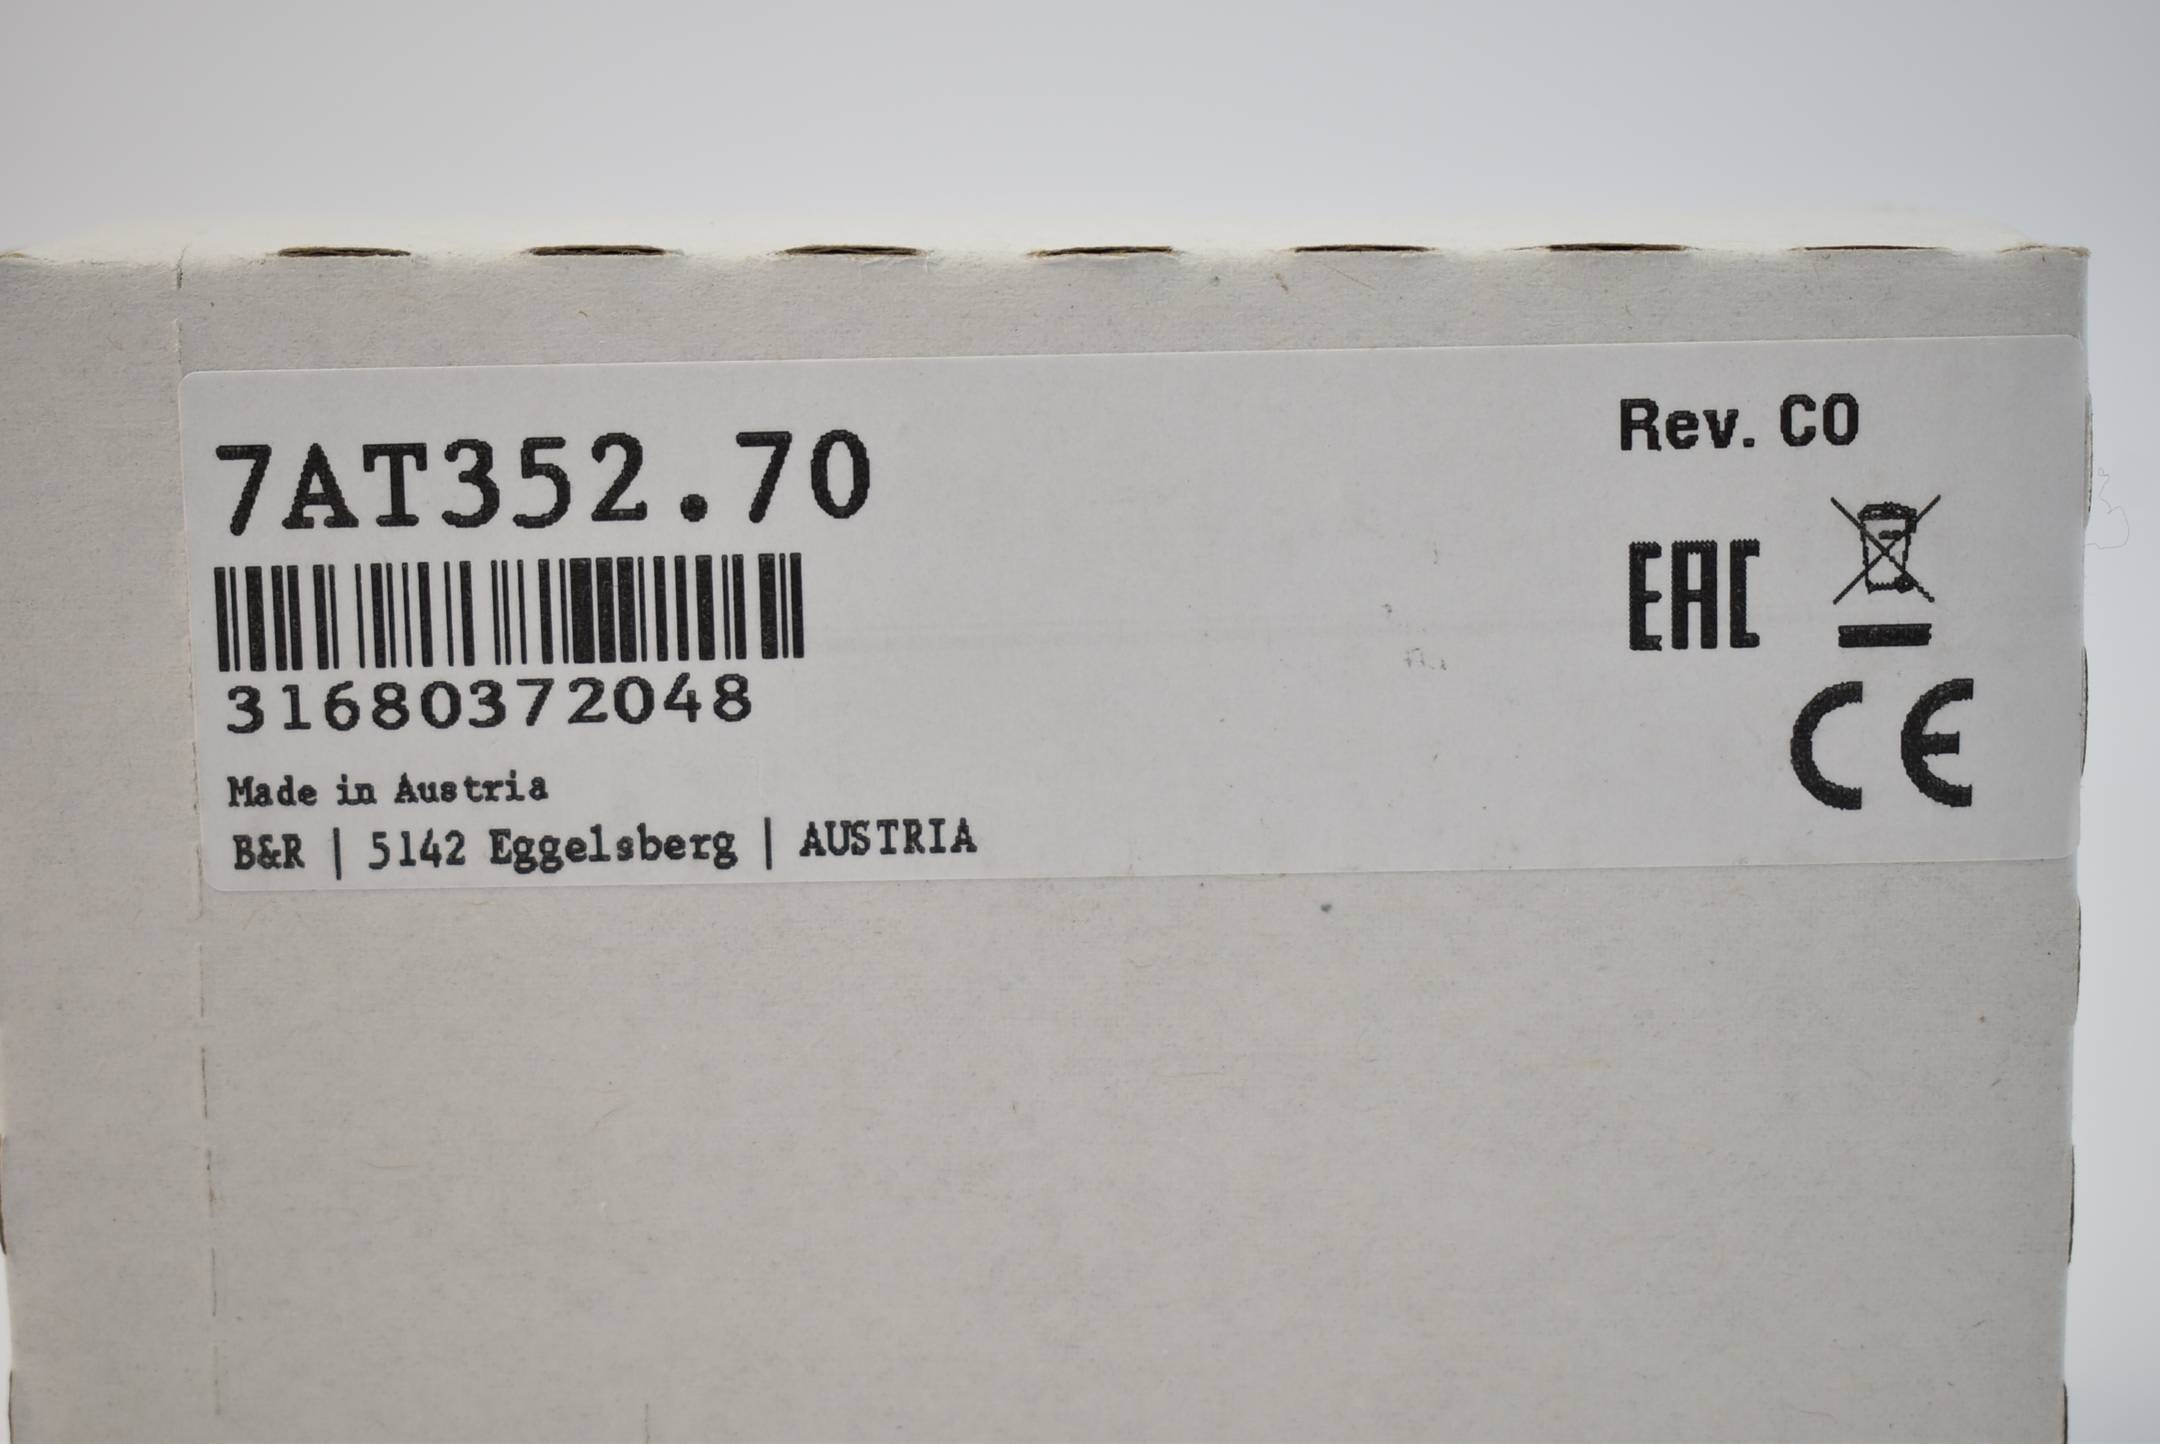 7AT352.70
Rev. C0
31680372048
EAC
CE
Made in Austria
B&R | 5142 Eggelsberg | AUSTRIA